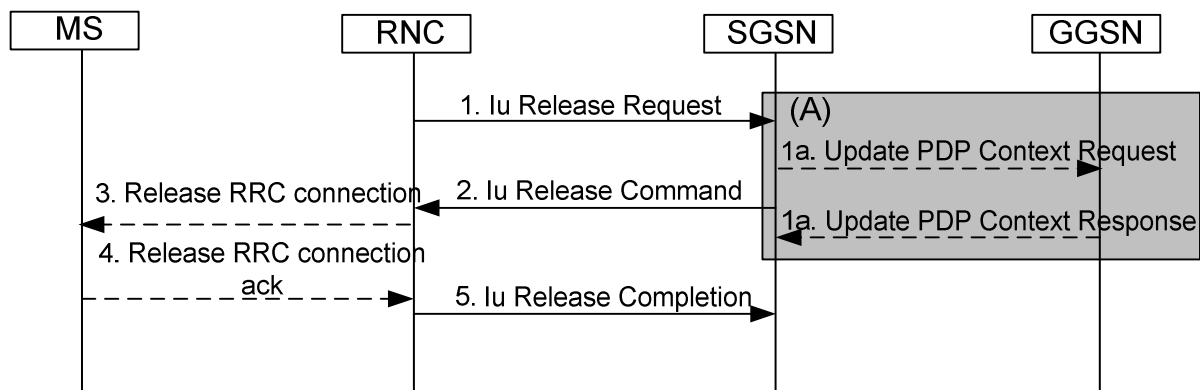 MS
RNC
SGSN
GGSN
1. Iu Release Request
(A)
1a. Update PDP Context Request
3. Release RRC connection
2. Iu Release Command
1a. Update PDP Context Response
4. Release RRC connection
ack
5. Iu Release Completion